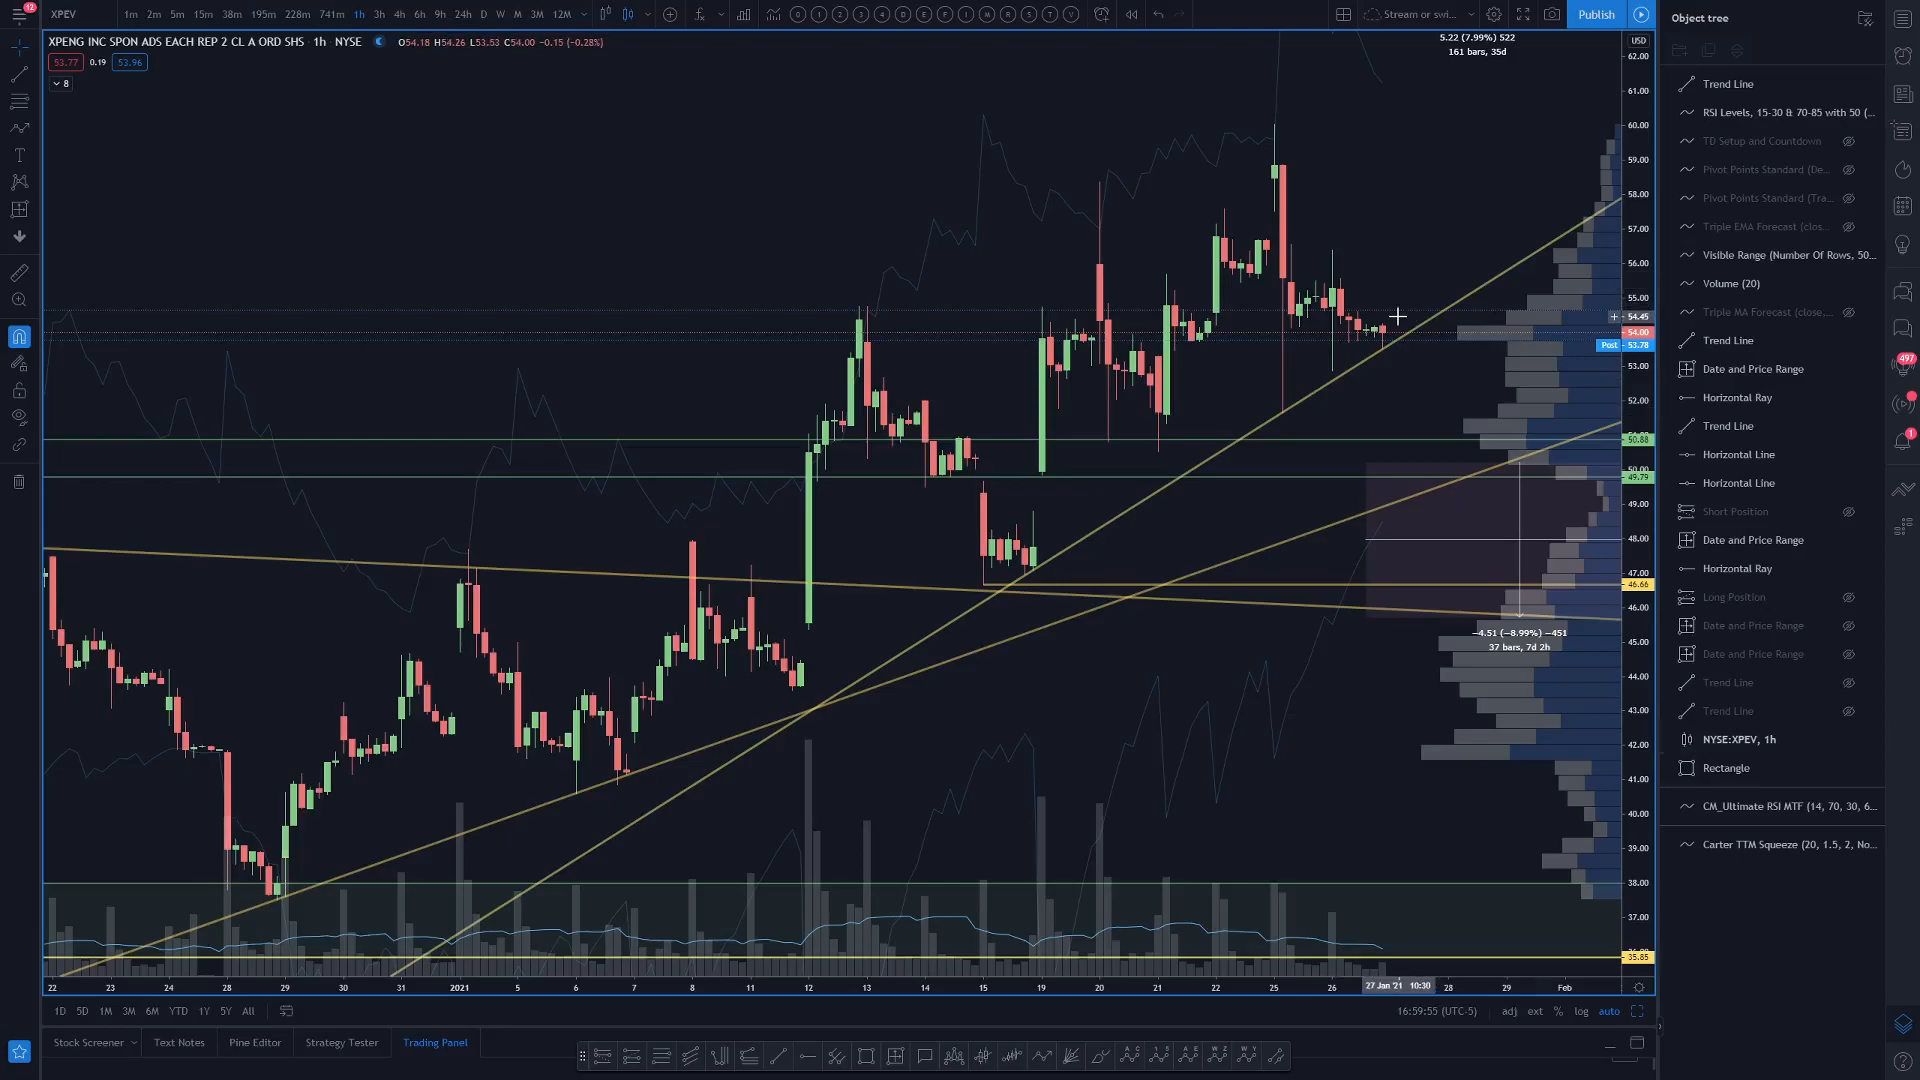 12
XPEV
1m 2m 5m 15m 38m 195m 228m 741m 1h 3h 4h 6h 9h 24h D W M 3M 12M
Stream or swi...
Publish
Object tree
XPENG INC SPON ADS EACH REP 2 CL A ORD SHS · 1h · NYSE
O54.18 H54.26 L53.53 C54.00 −0.15 (−0.28%)
53.77 0.19 53.96
8
5.22 (7.99%) 522
161 bars, 35d
USD
62.00
61.00
60.00
59.00
58.00
57.00
56.00
55.00
54.45
54.00
Post 53.78
53.00
52.00
50.88
50.00
49.79
49.00
48.00
47.00
46.66
46.00
45.00
44.00
43.00
42.00
41.00
40.00
39.00
38.00
37.00
35.85
−4.51 (−8.99%) −451
37 bars, 7d 2h
22 23 24 28 29 30 31 2021 5 6 7 8 11 12 13 14 15 19 20 21 22 25 26 27 Jan '21 10:30 28 29 Feb
Trend Line
RSI Levels, 15-30 & 70-85 with 50 (...
TD Setup and Countdown
Pivot Points Standard (De...
Pivot Points Standard (Tra...
Triple EMA Forecast (clos...
Visible Range (Number Of Rows, 50...
Volume (20)
Triple MA Forecast (close,...
Trend Line
Date and Price Range
Horizontal Ray
Trend Line
Horizontal Line
Horizontal Line
Short Position
Date and Price Range
Horizontal Ray
Long Position
Date and Price Range
Date and Price Range
Trend Line
Trend Line
NYSE:XPEV, 1h
Rectangle
CM_Ultimate RSI MTF (14, 70, 30, 6...
Carter TTM Squeeze (20, 1.5, 2, No...
497
1
1D 5D 1M 3M 6M YTD 1Y 5Y All
16:59:55 (UTC-5) adj ext % log auto
Stock Screener Text Notes Pine Editor Strategy Tester Trading Panel